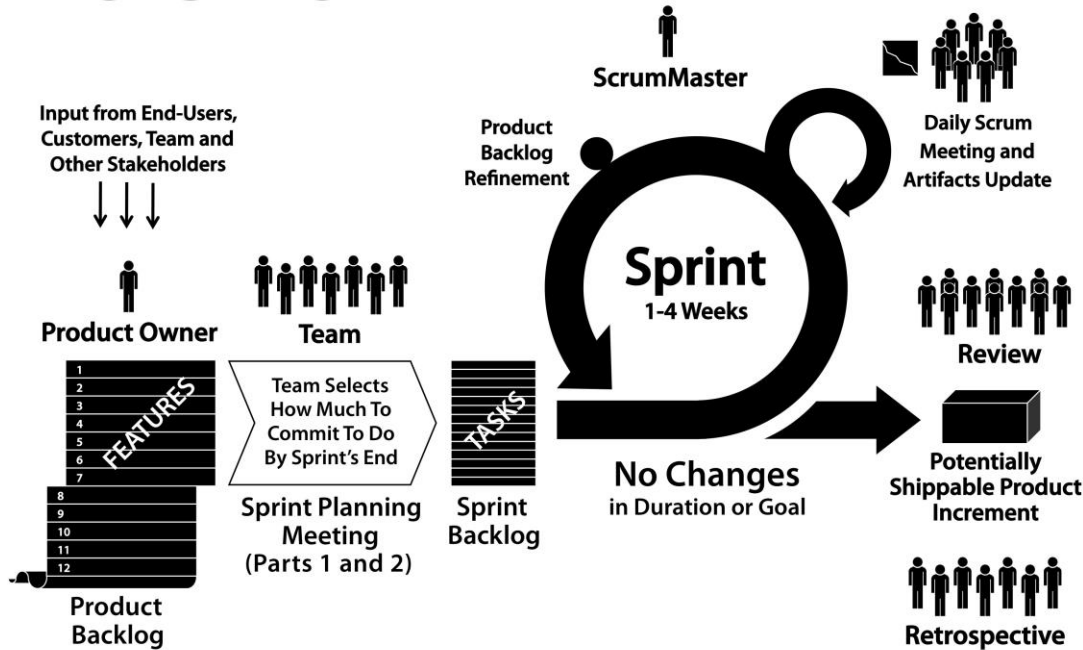 ScrumMaster
Input from End-Users,
Customers, Team and
Other Stakeholders
Product
Backlog
Refinement
Daily Scrum
Meeting and
Artifacts Update
Product Owner
Team
Sprint
1-4 Weeks
Review
1
2
3
4
5
6
7
FEATURES
8
9
10
11
12
Team Selects
How Much To
Commit To Do
By Sprint's End
TASKS
Sprint Planning
Meeting
(Parts 1 and 2)
Sprint
Backlog
No Changes
in Duration or Goal
Potentially
Shippable Product
Increment
Product
Backlog
Retrospective